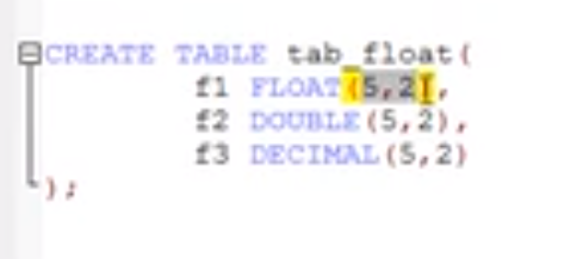 CREATE TABLE tab_float(
f1 FLOAT(5,2),
f2 DOUBLE(5,2),
f3 DECIMAL(5,2)
);